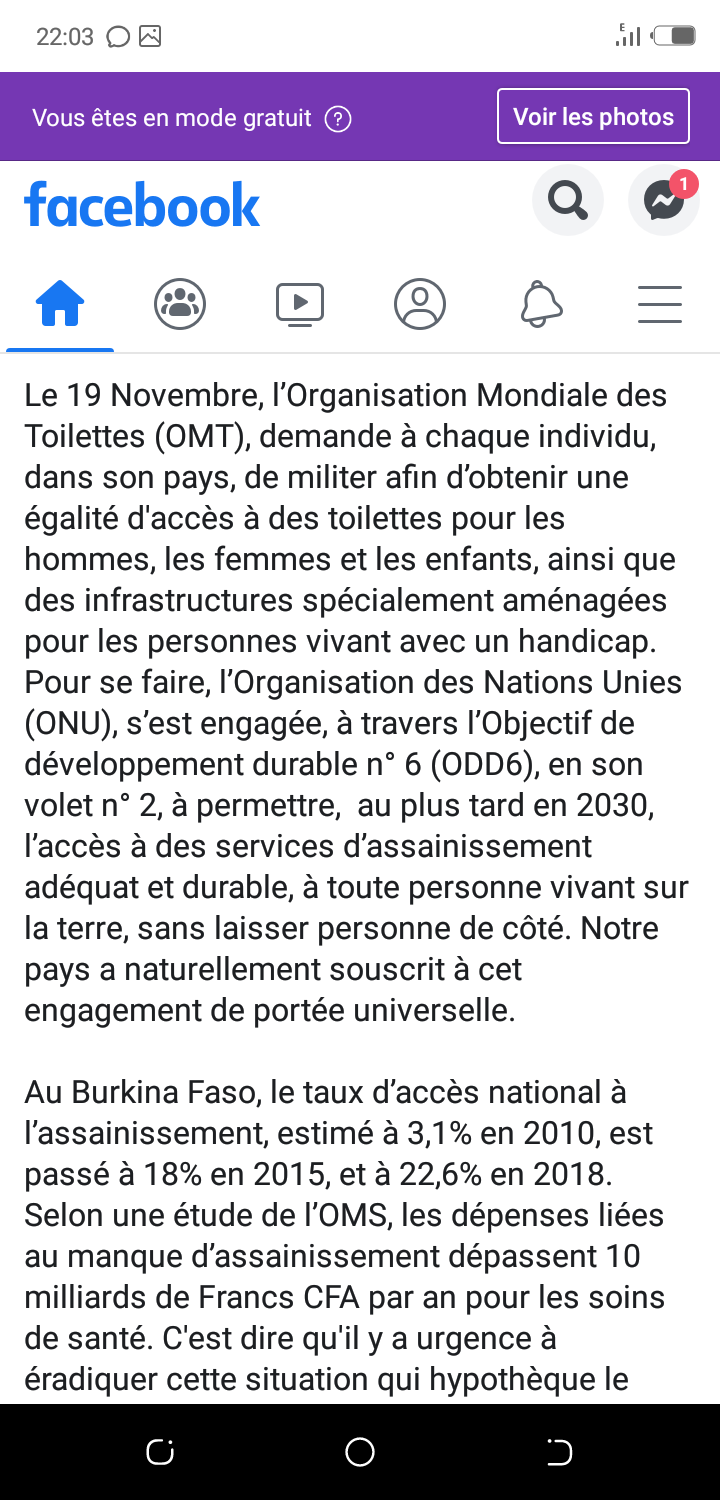 22:03
E
Vous êtes en mode gratuit ?
Voir les photos
facebook
1
Le 19 Novembre, l’Organisation Mondiale des
Toilettes (OMT), demande à chaque individu,
dans son pays, de militer afin d’obtenir une
égalité d'accès à des toilettes pour les
hommes, les femmes et les enfants, ainsi que
des infrastructures spécialement aménagées
pour les personnes vivant avec un handicap.
Pour se faire, l’Organisation des Nations Unies
(ONU), s’est engagée, à travers l’Objectif de
développement durable n° 6 (ODD6), en son
volet n° 2, à permettre,  au plus tard en 2030,
l’accès à des services d’assainissement
adéquat et durable, à toute personne vivant sur
la terre, sans laisser personne de côté. Notre
pays a naturellement souscrit à cet
engagement de portée universelle.
Au Burkina Faso, le taux d’accès national à
l’assainissement, estimé à 3,1% en 2010, est
passé à 18% en 2015, et à 22,6% en 2018.
Selon une étude de l’OMS, les dépenses liées
au manque d’assainissement dépassent 10
milliards de Francs CFA par an pour les soins
de santé. C'est dire qu'il y a urgence à
éradiquer cette situation qui hypothèque le